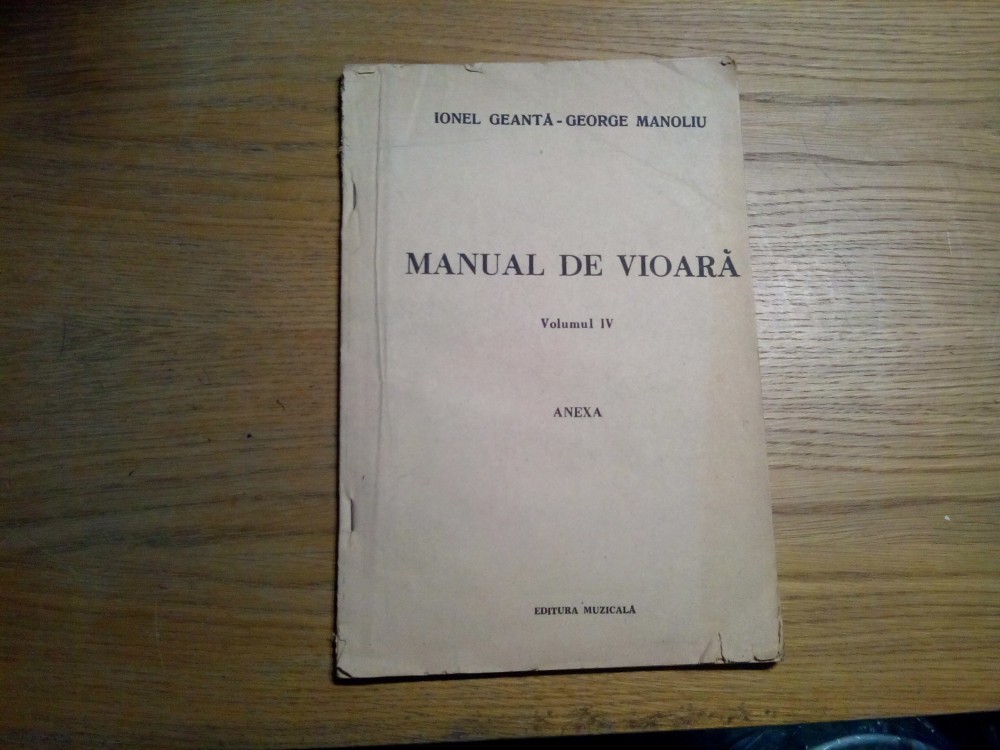 IONEL GEANTĂ - GEORGE MANOLIU
MANUAL DE VIOARĂ
Volumul IV
ANEXA
EDITURA MUZICALĂ